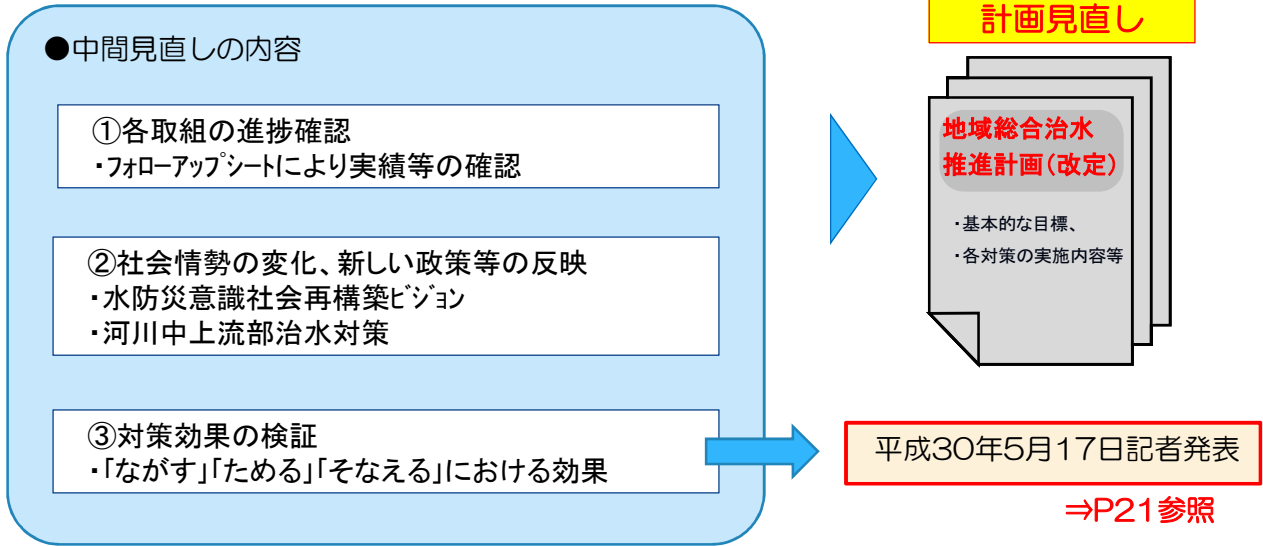 ●中間見直しの内容
①各取組の進捗確認
・フォローアップシートにより実績等の確認
②社会情勢の変化、新しい政策等の反映
・水防災意識社会再構築ビジョン
・河川中上流部治水対策
③対策効果の検証
・「ながす」「ためる」「そなえる」における効果
計画見直し
地域総合治水
推進計画(改定)
・基本的な目標、
・各対策の実施内容等
平成30年5月17日記者発表
⇒P21参照